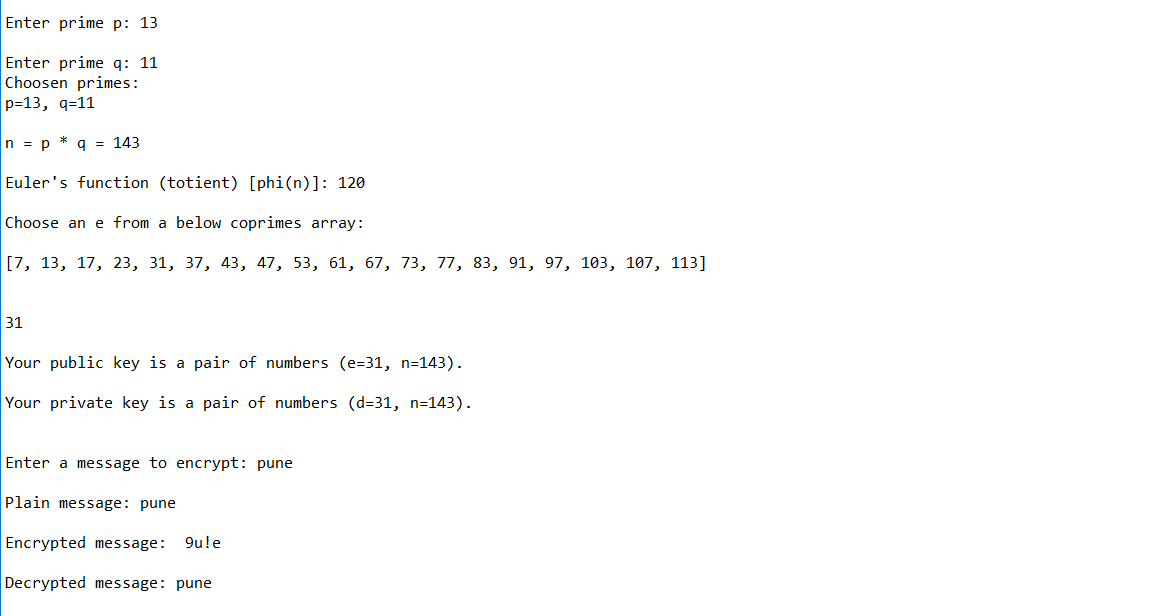 Enter prime p: 13
Enter prime q: 11
Choosen primes:
p=13, q=11
n = p * q = 143
Euler's function (totient) [phi(n)]: 120
Choose an e from a below coprimes array:
[7, 13, 17, 23, 31, 37, 43, 47, 53, 61, 67, 73, 77, 83, 91, 97, 103, 107, 113]
31
Your public key is a pair of numbers (e=31, n=143).
Your private key is a pair of numbers (d=31, n=143).
Enter a message to encrypt: pune
Plain message: pune
Encrypted message:  9u!e
Decrypted message: pune